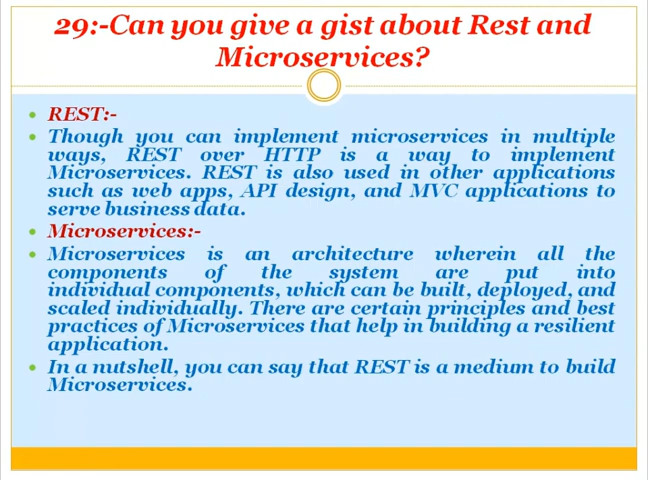 29:-Can you give a gist about Rest and
Microservices?
REST:-
Though you can implement microservices in multiple
ways, REST over HTTP is a way to implement
Microservices. REST is also used in other applications
such as web apps, API design, and MVC applications to
serve business data.
Microservices:-
Microservices is an architecture wherein all the
components of the system are put into
individual components, which can be built, deployed, and
scaled individually. There are certain principles and best
practices of Microservices that help in building a resilient
application.
In a nutshell, you can say that REST is a medium to build
Microservices.